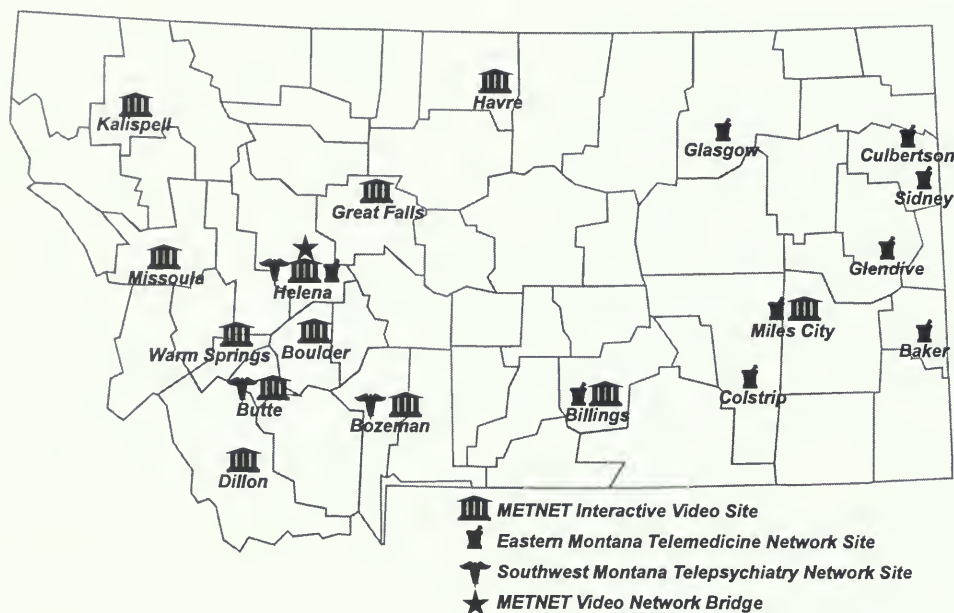 Havre
Kalispell
Glasgow
Culbertson
Sidney
Great Falls
Missoula
Helena
Glendive
Miles City
Warm Springs
Boulder
Baker
Butte
Bozeman
Billings
Colstrip
Dillon
METNET Interactive Video Site
Eastern Montana Telemedicine Network Site
Southwest Montana Telepsychiatry Network Site
METNET Video Network Bridge